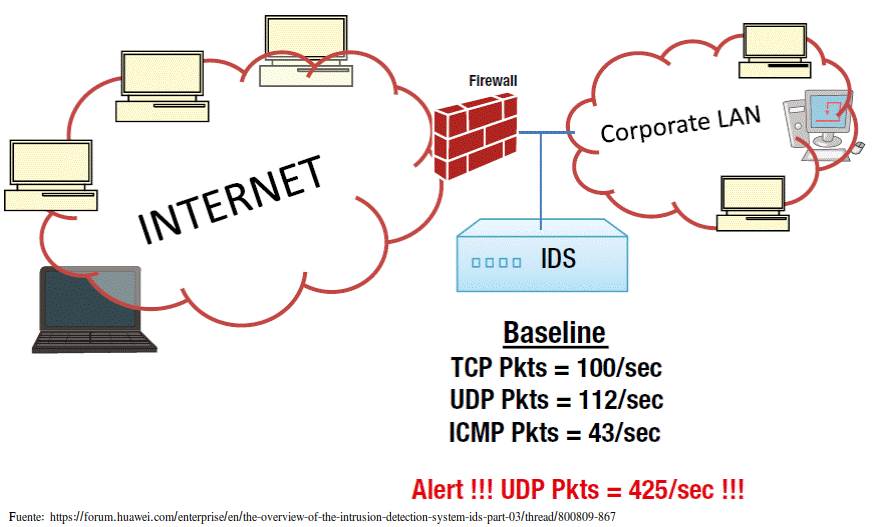 INTERNET
Firewall
Corporate LAN
IDS
Baseline
TCP Pkts = 100/sec
UDP Pkts = 112/sec
ICMP Pkts = 43/sec
Alert !!! UDP Pkts = 425/sec !!!
Fuente: https://forum.huawei.com/enterprise/en/the-overview-of-the-intrusion-detection-system-ids-part-03/thread/800809-867